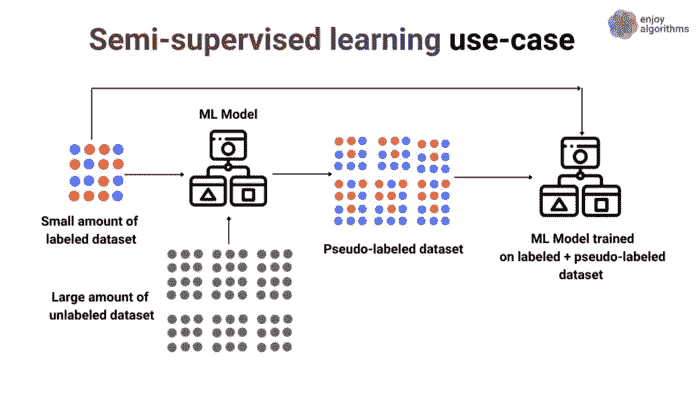 enjoy
algorithms
Semi-supervised learning use-case
ML Model
Small amount of
labeled dataset
Large amount of
unlabeled dataset
Pseudo-labeled dataset
ML Model trained
on labeled + pseudo-labeled
dataset